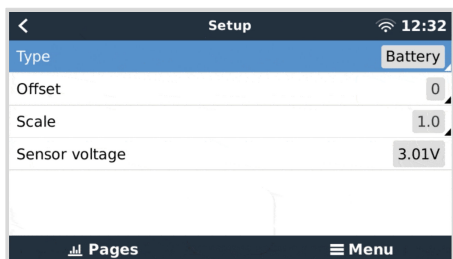 Setup 12:32
Type Battery
Offset 0
Scale 1.0
Sensor voltage 3.01V
Pages Menu